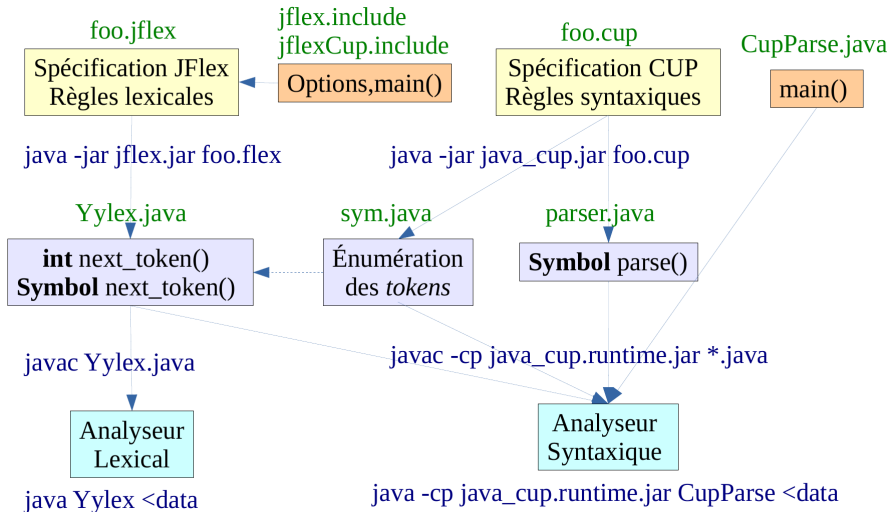 foo.jflex
jflex.include
jflexCup.include
foo.cup
CupParse.java
Spécification JFlex
Règles lexicales
Options,main()
Spécification CUP
Règles syntaxiques
main()
java -jar jflex.jar foo.flex
java -jar java_cup.jar foo.cup
Yylex.java
sym.java
parser.java
int next_token()
Symbol next_token()
Énumération
des tokens
Symbol parse()
javac Yylex.java
javac -cp java_cup.runtime.jar *.java
Analyseur
Lexical
Analyseur
Syntaxique
java Yylex <data
java -cp java_cup.runtime.jar CupParse <data